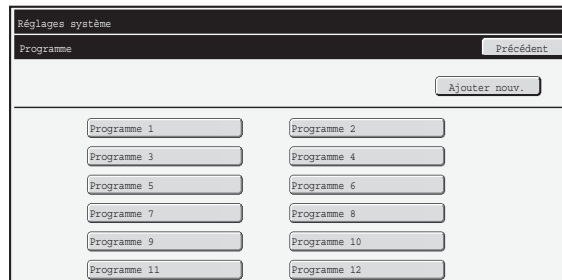 Réglages système
Programme Précédent
Ajouter nouv.
Programme 1 Programme 2
Programme 3 Programme 4
Programme 5 Programme 6
Programme 7 Programme 8
Programme 9 Programme 10
Programme 11 Programme 12